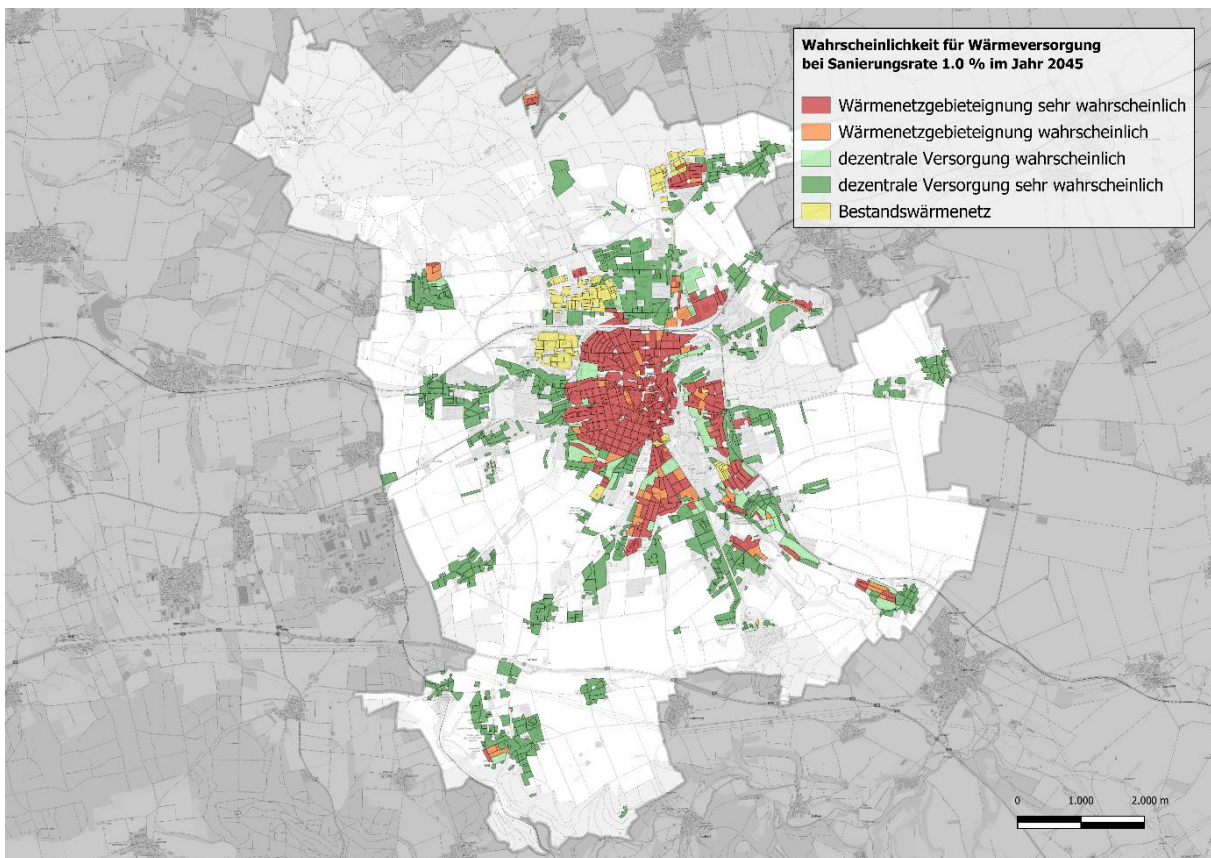 Wahrscheinlichkeit für Wärmeversorgung
bei Sanierungsrate 1.0 % im Jahr 2045
Wärmenetzgebieteignung sehr wahrscheinlich
Wärmenetzgebieteignung wahrscheinlich
dezentrale Versorgung wahrscheinlich
dezentrale Versorgung sehr wahrscheinlich
Bestandswärmenetz
0 1.000 2.000 m